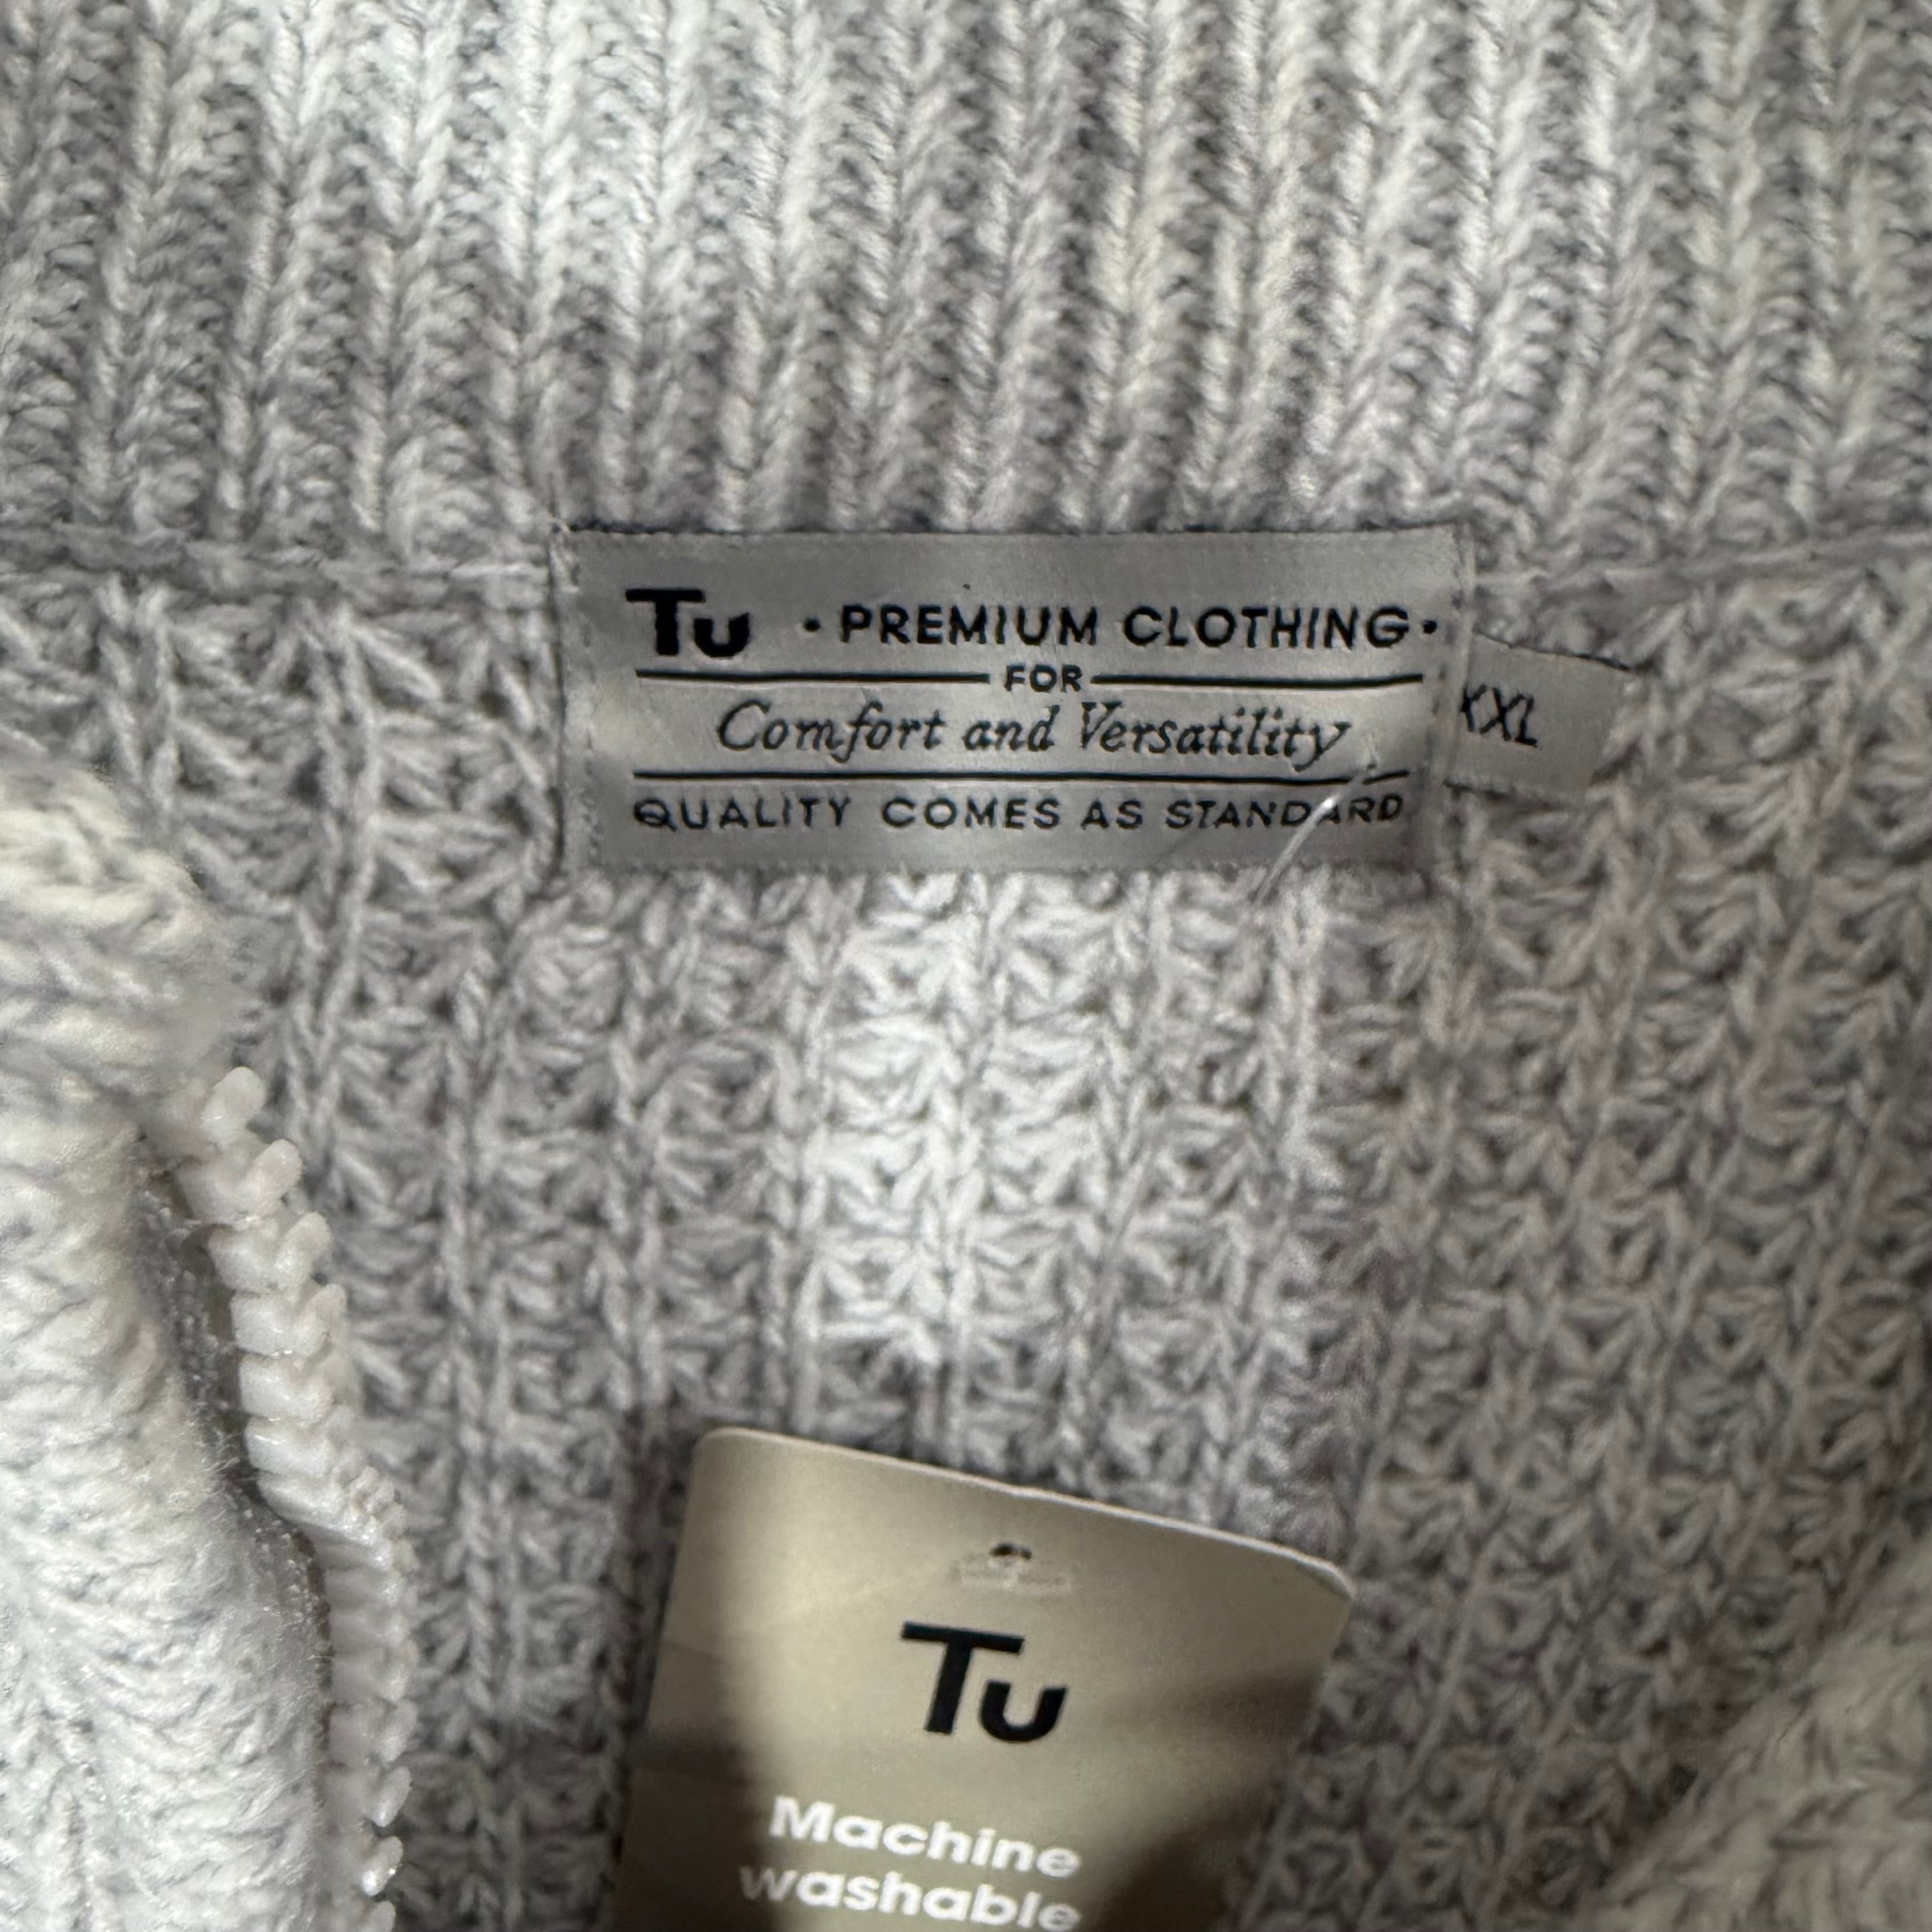 Tu • PREMIUM CLOTHING •
FOR
Comfort and Versatility
QUALITY COMES AS STANDARD
XXL
Tu
Machine
washable